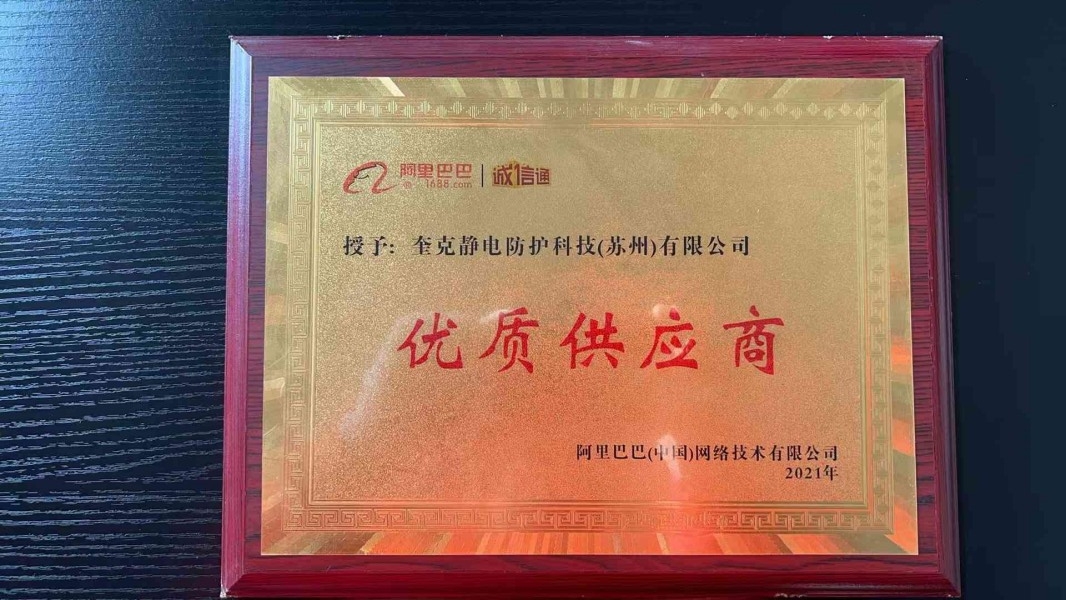 阿里巴巴 诚信通
1688.com
授予: 奎克静电防护科技(苏州)有限公司
优质供应商
阿里巴巴(中国)网络技术有限公司
2021年